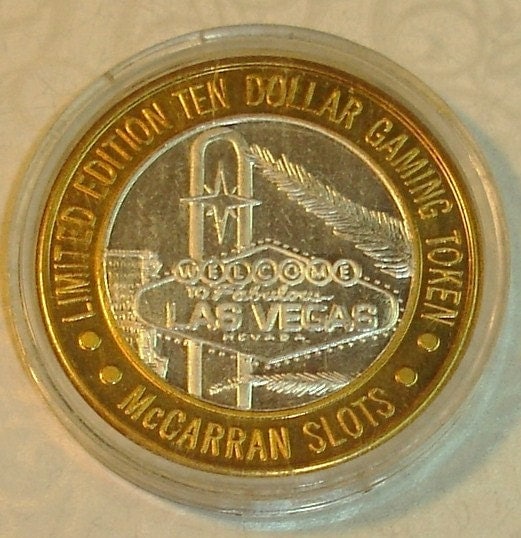 LIMITED EDITION TEN DOLLAR GAMING TOKEN
WELCOME
TO Fabulous
LAS VEGAS
NEVADA
McCARRAN SLOTS